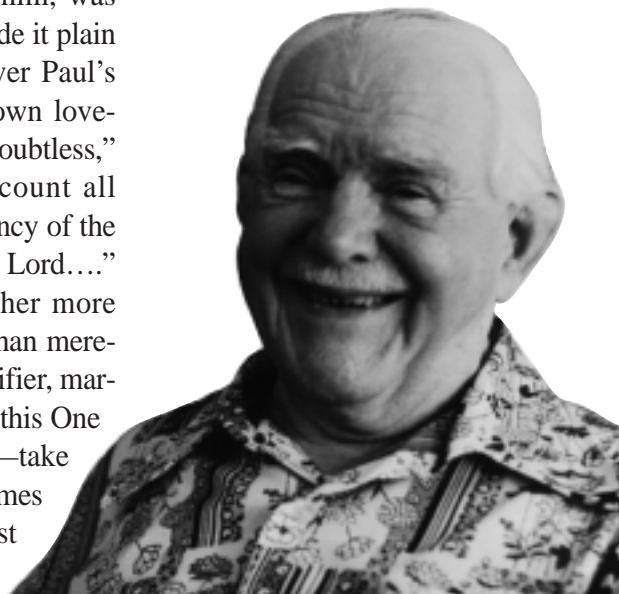 was
de it plain
ver Paul's
own love-
oubtless,”
count all
ncy of the
Lord….”
her more
han mere-
ifier, mar-
this One
—take
mes
st